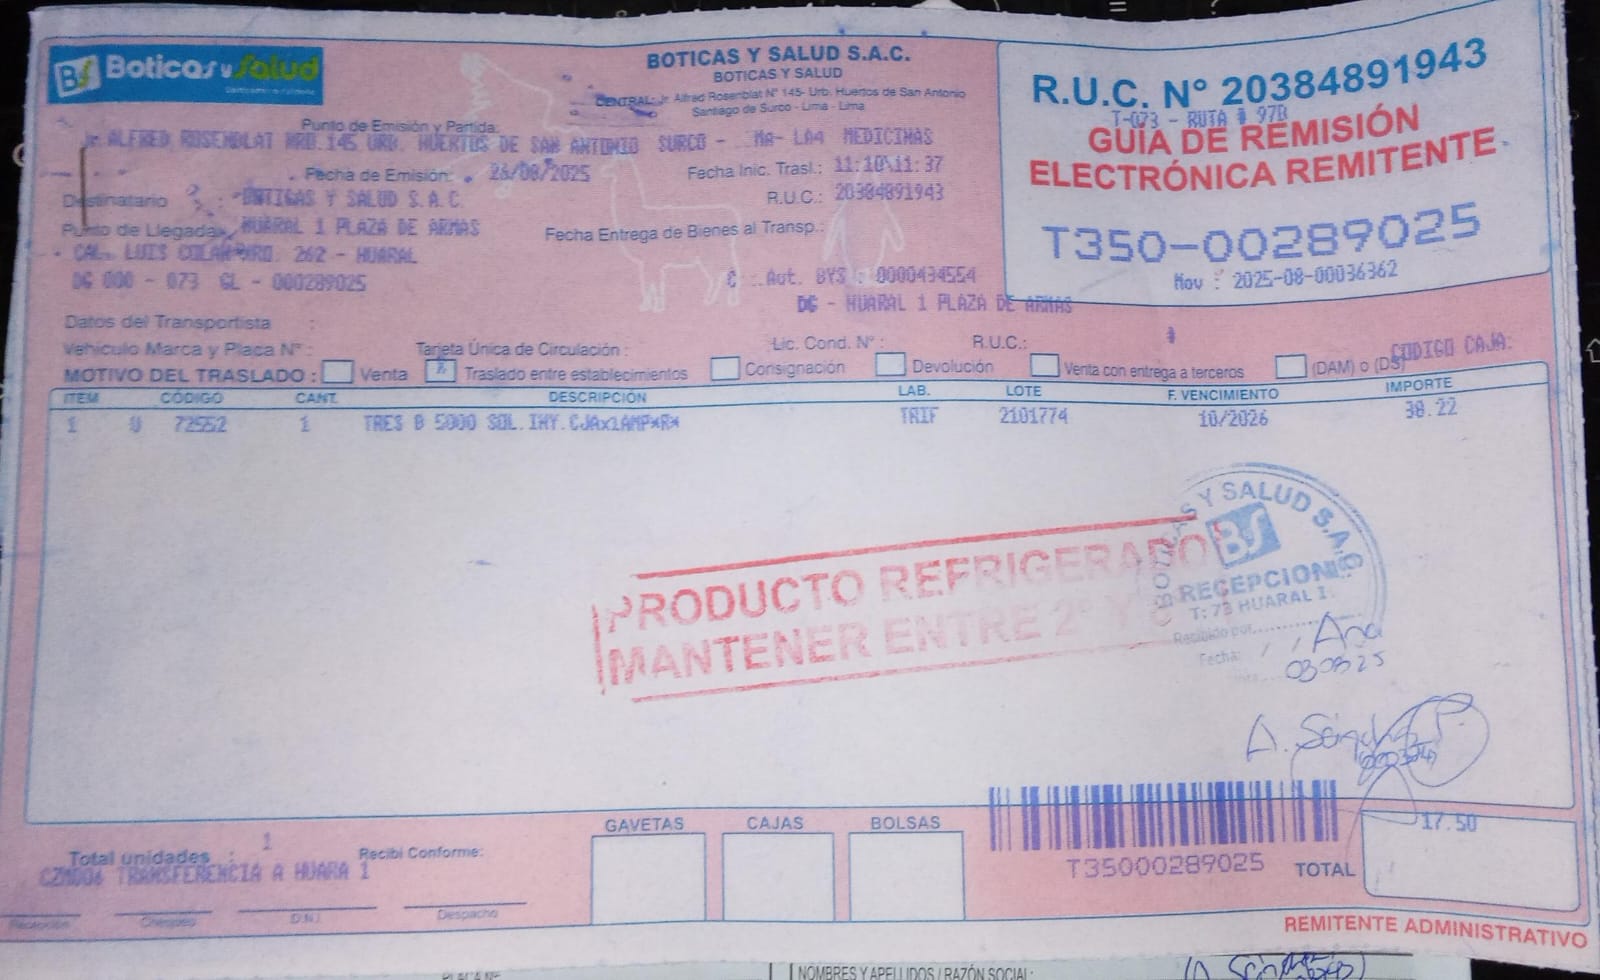 BS Boticas y Salud
BOTICAS Y SALUD S.A.C.
BOTICAS Y SALUD
CENTRAL: Jr. Alfred Rosenblat N° 145- Urb. Huertos de San Antonio
Santiago de Surco - Lima - Lima
R.U.C. N° 20384891943
T-073 - RUTA # 97B
GUÍA DE REMISIÓN
ELECTRÓNICA REMITENTE
T350-00289025
Mov : 2025-08-00036362
Punto de Emisión y Partida:
Jr. ALFRED ROSEMBLAT NRO.145 URB. HUERTOS DE SAN ANTONIO SURCO - MA- LA4 MEDICINAS
Fecha de Emisión: 26/08/2025 Fecha Inic. Trasl.: 11:10\11:37
Destinatario : BOTICAS Y SALUD S.A.C. R.U.C.: 20384891943
Punto de Llegada HUARAL 1 PLAZA DE ARMAS Fecha Entrega de Bienes al Transp.:
CAL. LUIS 262 - HUARAL
DG 000 - 073 GL - 000289025 Aut. BYS : 0000434554
DG - HUARAL 1 PLAZA DE ARMAS
Datos del Transportista :
Vehículo Marca y Placa N° : Tarjeta Única de Circulación : Lic. Cond. N° : R.U.C.: # CODIGO CAJA:
MOTIVO DEL TRASLADO : Venta Traslado entre establecimientos Consignación Devolución Venta con entrega a terceros (DAM) o (DS)
ITEM CÓDIGO CANT. DESCRIPCIÓN LAB. LOTE F. VENCIMIENTO IMPORTE
1 U 72552 1 TRES B 5000 SOL.INY.CJAx1AMP*R* TRIF 2101774 10/2026 38.22
PRODUCTO REFRIGERADO
MANTENER ENTRE 2° Y
BOTICAS Y SALUD S.A.C.
BS
RECEPCION
T: 73 HUARAL 1
Recibido por Ana
Fecha: 030825
A. Sánchez P.
GAVETAS CAJAS BOLSAS
17.50
Total unidades : 1 Recibí Conforme:
T35000289025 TOTAL
CZM006 TRANSFERENCIA A HUARA 1
Recepción Chequeo D.N.I. Despacho
REMITENTE ADMINISTRATIVO
NOMBRES Y APELLIDOS / RAZÓN SOCIAL: